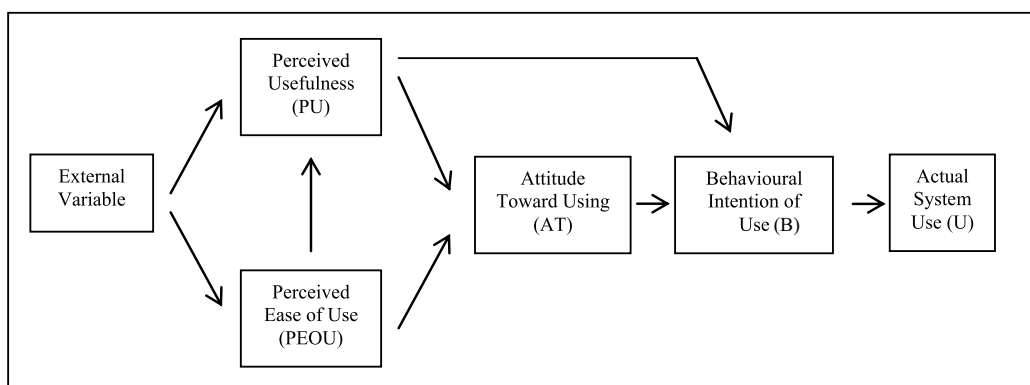 Perceived
Usefulness
(PU)
External
Variable
Perceived
Ease of Use
(PEOU)
Attitude
Toward Using
(AT)
Behavioural
Intention of
Use (B)
Actual
System
Use (U)